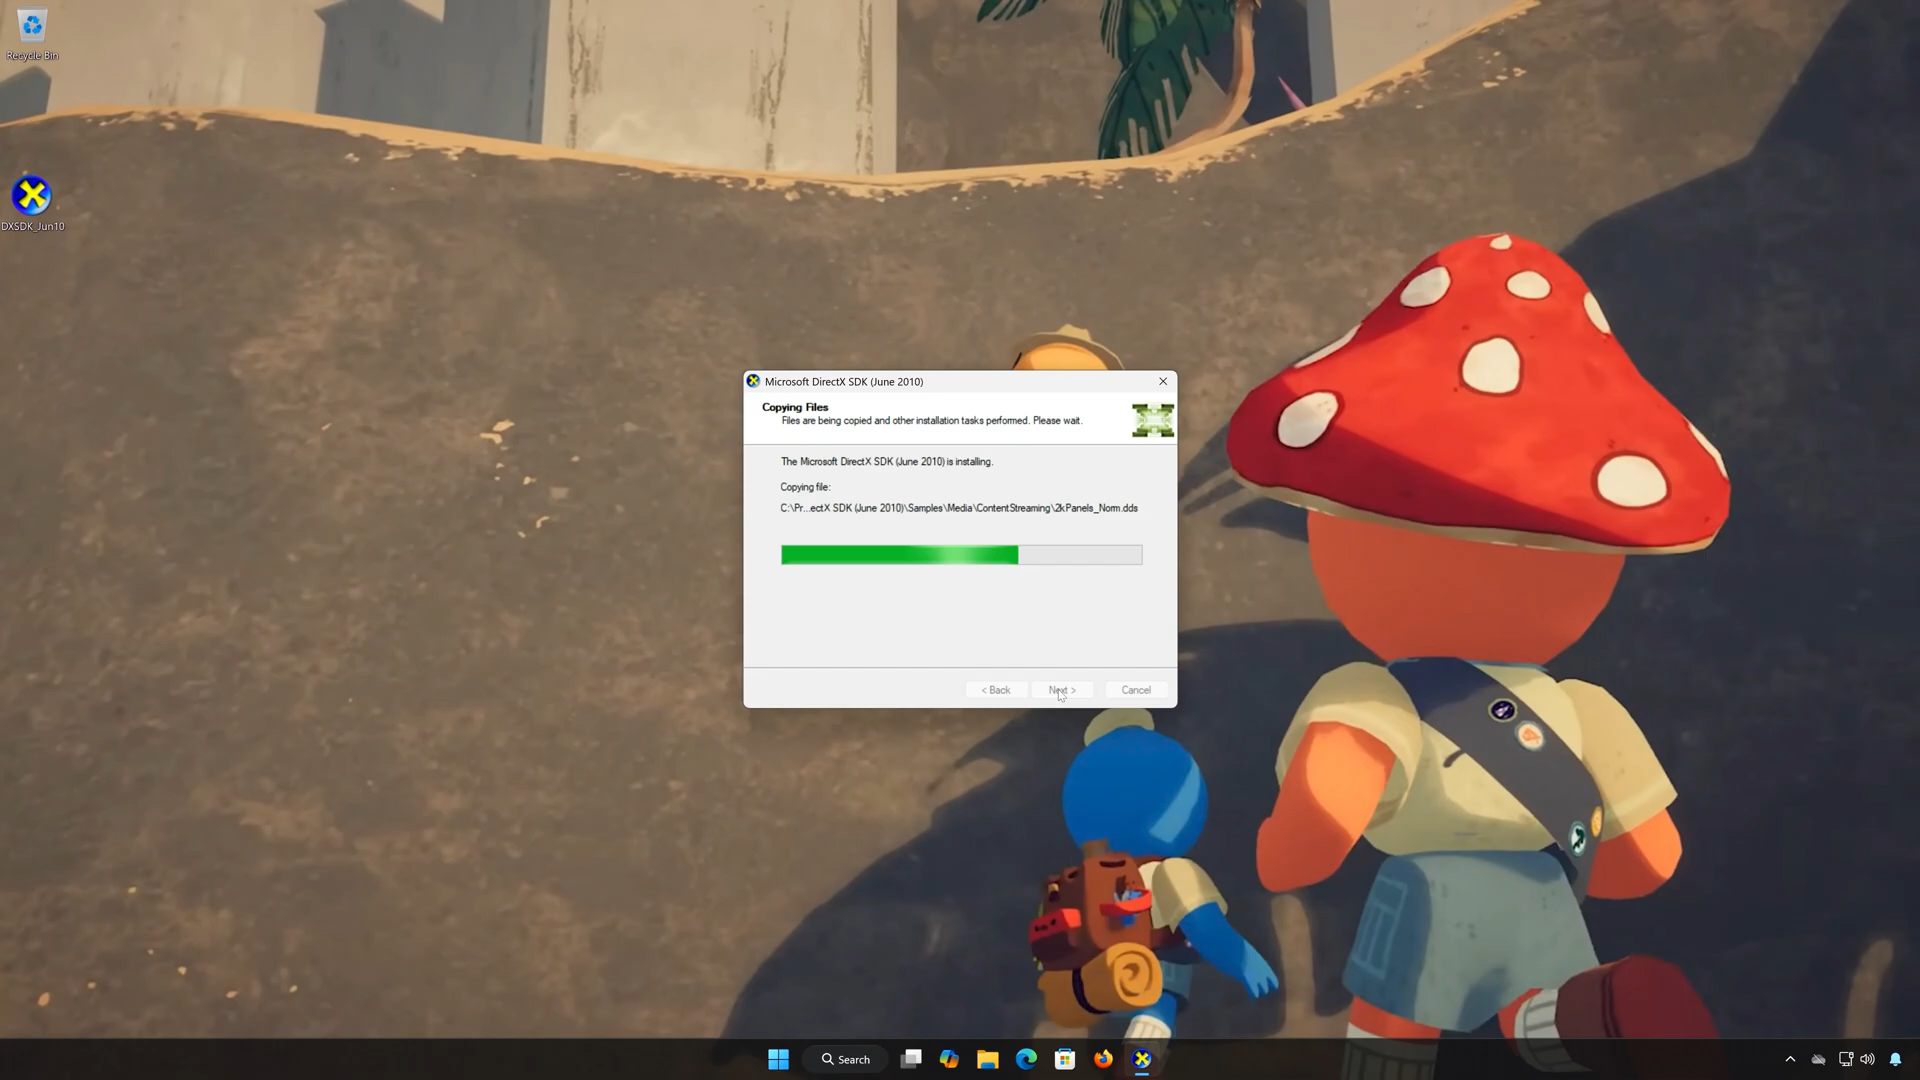 Recycle Bin
DXSDK_Jun10
Microsoft DirectX SDK (June 2010)
Copying Files
Files are being copied and other installation tasks performed. Please wait.
The Microsoft DirectX SDK (June 2010) is installing.
Copying file:
C:\Pr...ectX SDK (June 2010)\Samples\Media\ContentStreaming\2kPanels_Norm.dds
< Back
Next >
Cancel
Search